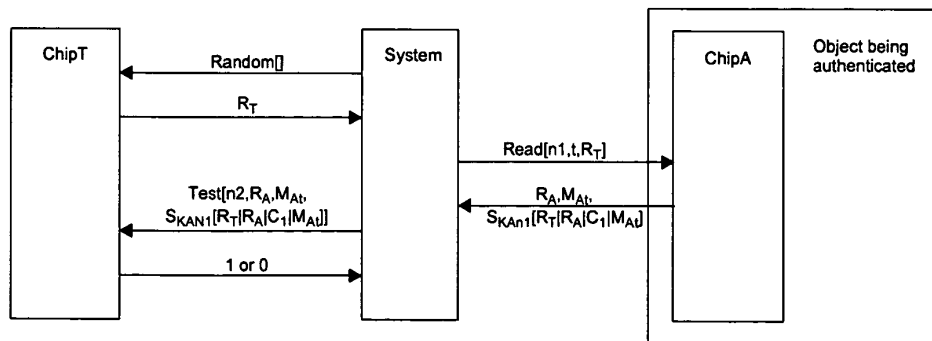 ChipT
System
ChipA
Object being
authenticated
Random[]
R_T
Read[n1,t,R_T]
Test[n2,R_A,M_At,
S_KAN1[R_T|R_A|C_1|M_At]]
R_A,M_At,
S_KAn1[R_T|R_A|C_1|M_At]
1 or 0